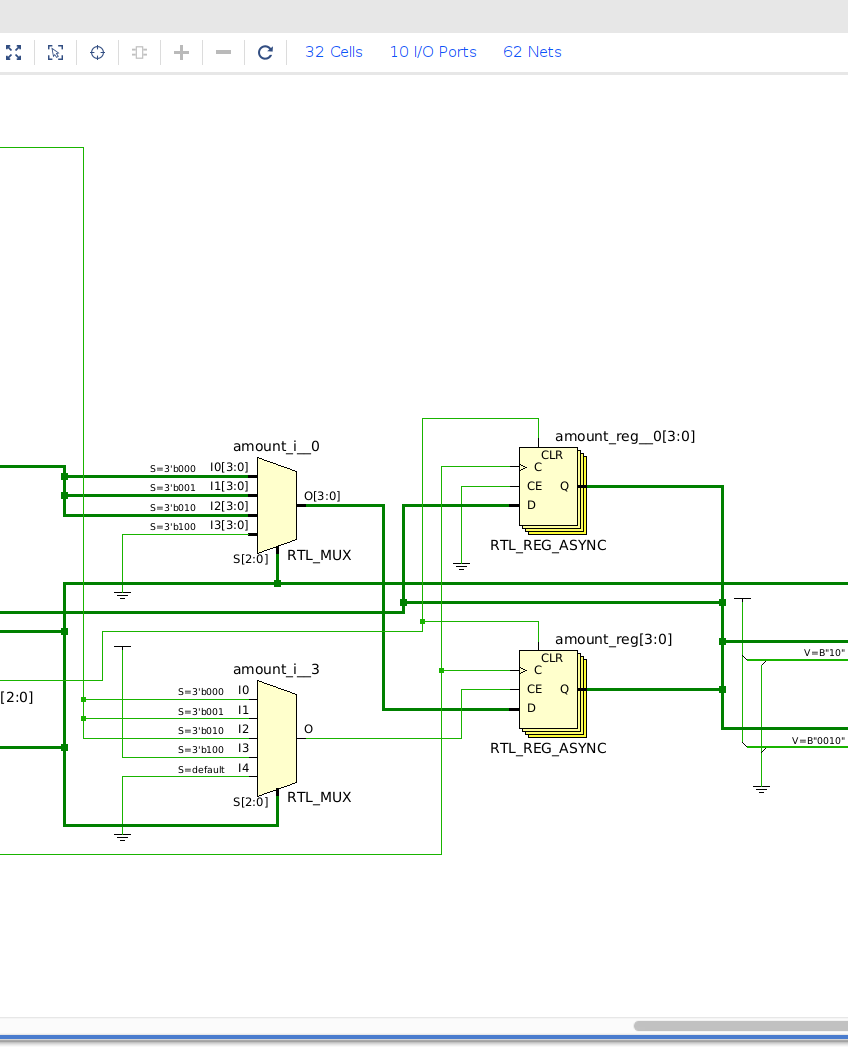 32 Cells 10 I/O Ports 62 Nets
amount_reg__0[3:0]
amount_i__0
CLR
S=3'b000 I0[3:0]
C
S=3'b001 I1[3:0]
CE Q
O[3:0]
S=3'b010 I2[3:0]
D
S=3'b100 I3[3:0]
RTL_REG_ASYNC
S[2:0] RTL_MUX
amount_reg[3:0]
V=B"10"
CLR
amount_i__3
C
S=3'b000 I0
CE Q
[2:0]
S=3'b001 I1
D
S=3'b010 I2
O
V=B"0010"
S=3'b100 I3
RTL_REG_ASYNC
S=default I4
S[2:0] RTL_MUX